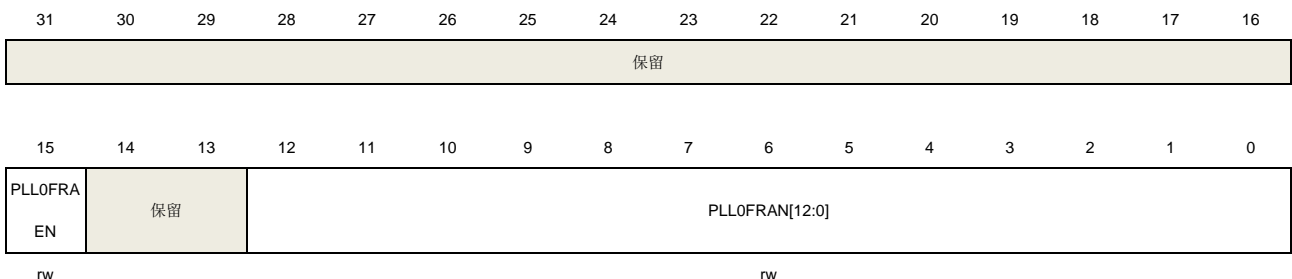 31 30 29 28 27 26 25 24 23 22 21 20 19 18 17 16
保留
15 14 13 12 11 10 9 8 7 6 5 4 3 2 1 0
PLL0FRA
EN
保留
PLL0FRAN[12:0]
rw rw